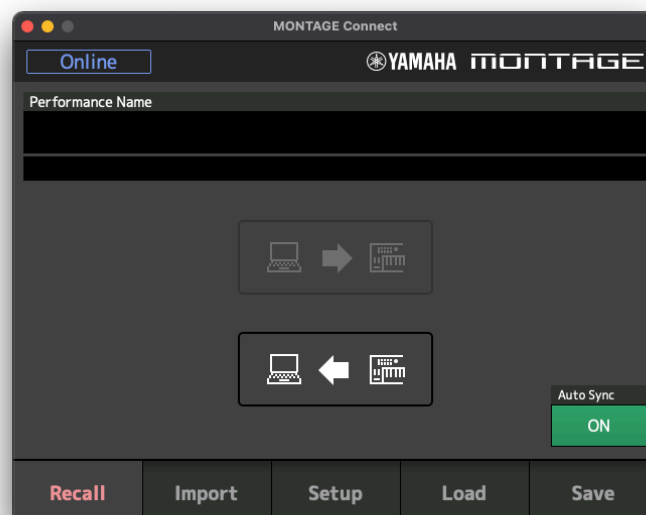 MONTAGE Connect
Online
YAMAHA MONTAGE
Performance Name
Auto Sync
ON
Recall Import Setup Load Save